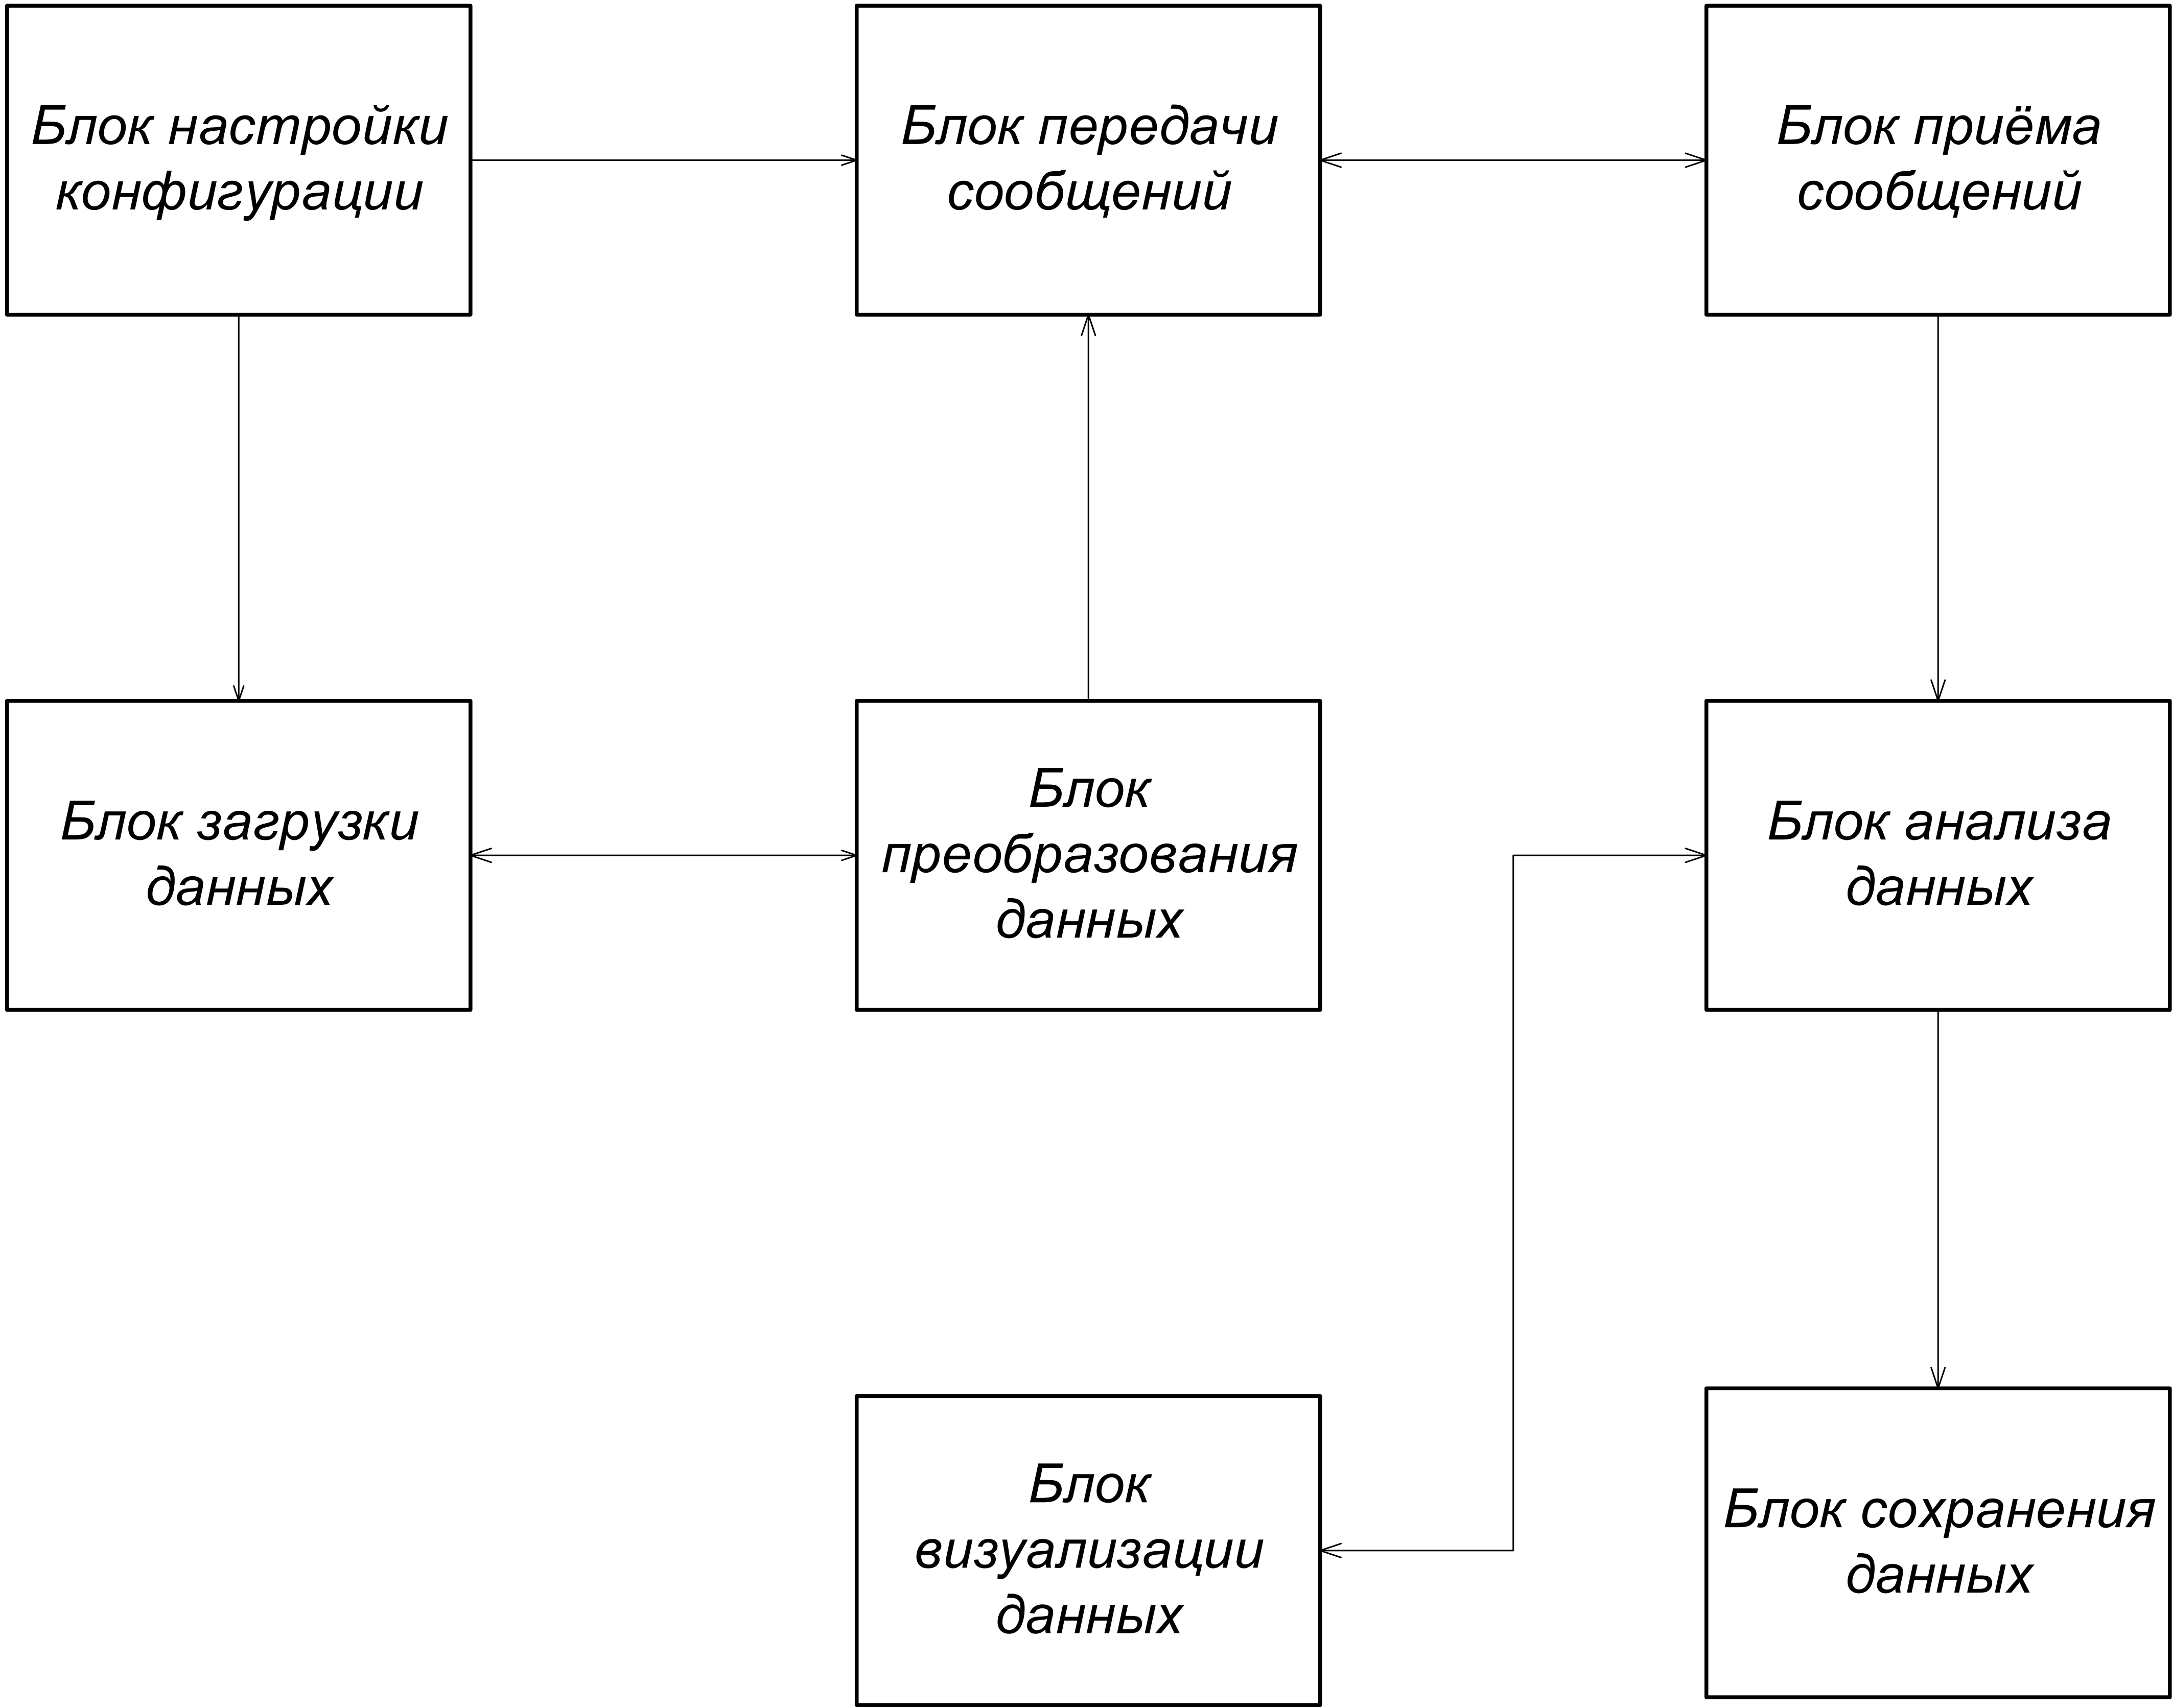 Блок настройки
конфигурации
Блок передачи
сообщений
Блок приёма
сообщений
Блок загрузки
данных
Блок
преобразования
данных
Блок анализа
данных
Блок
визуализации
данных
Блок сохранения
данных